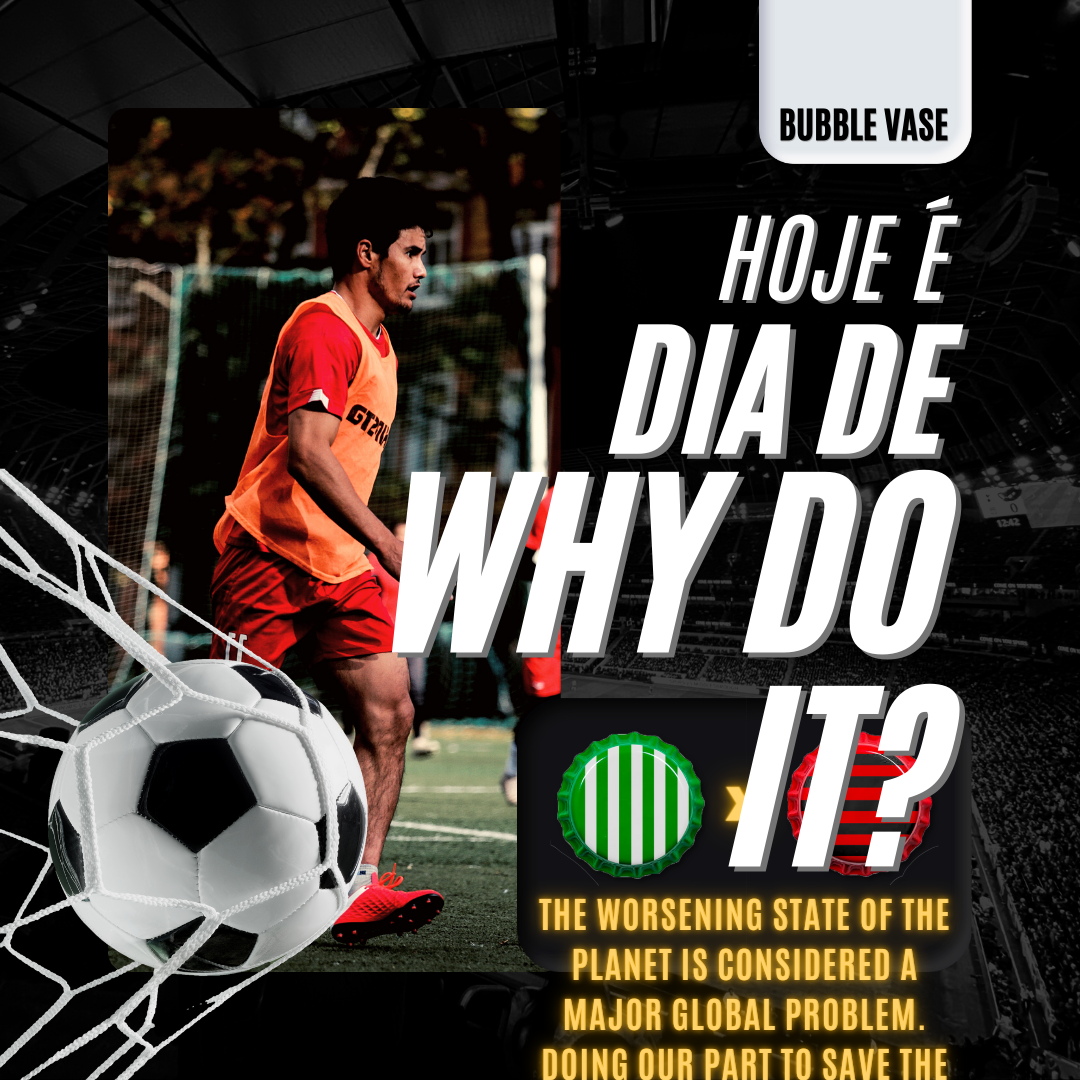 BUBBLE VASE
HOJE É
DIA DE
WHY DO
IT?
THE WORSENING STATE OF THE
PLANET IS CONSIDERED A
MAJOR GLOBAL PROBLEM.
DOING OUR PART TO SAVE THE